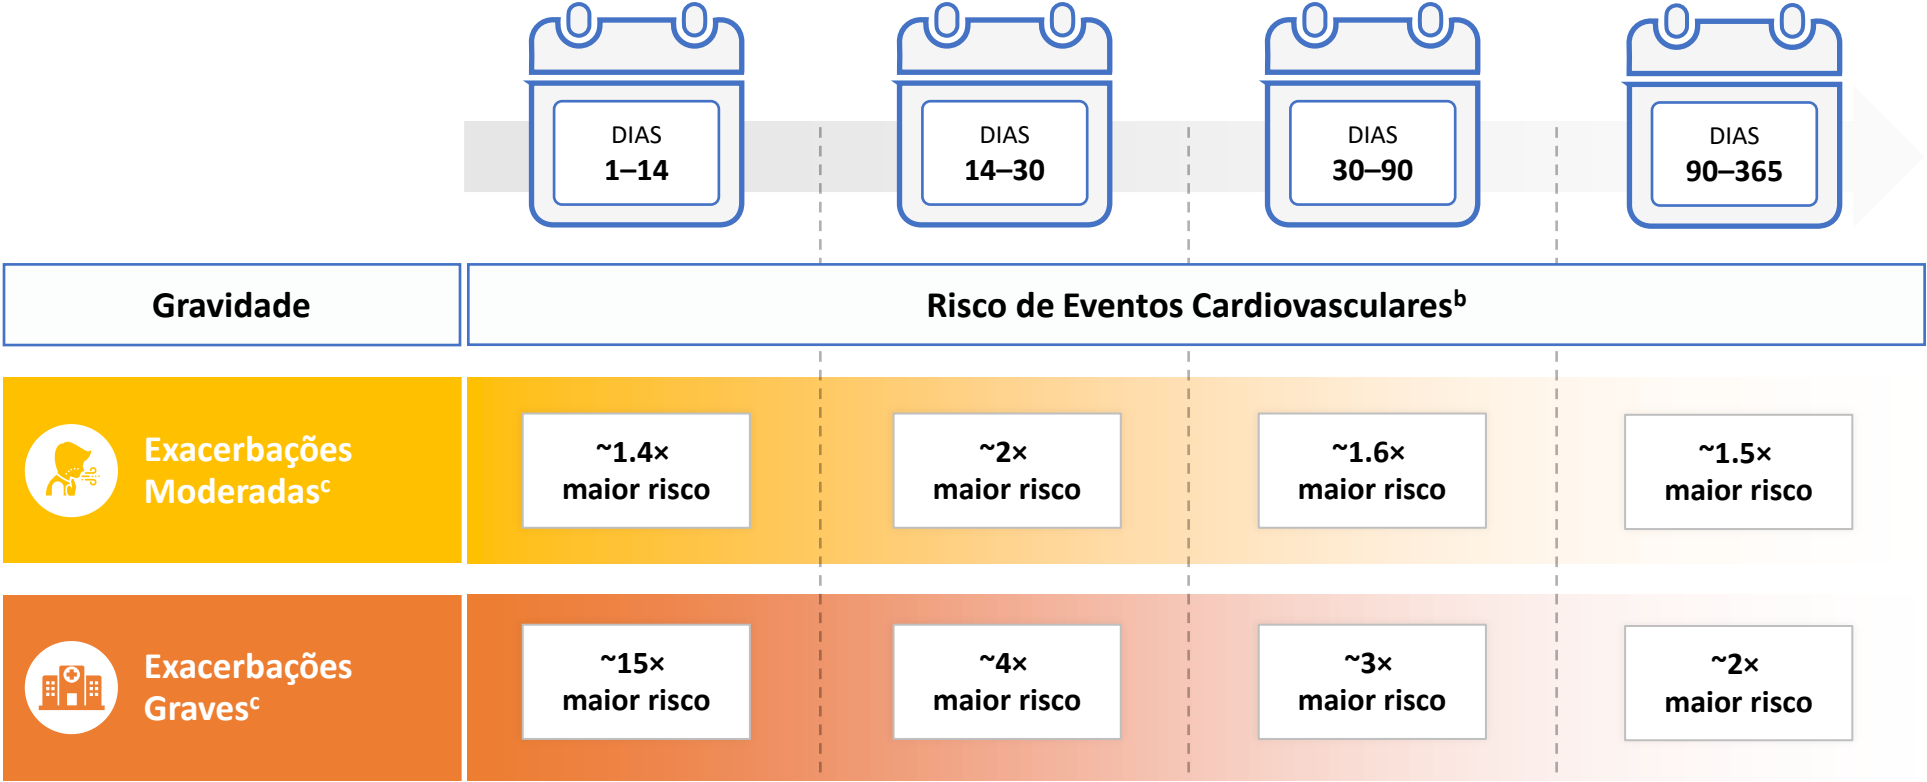 DIAS
1–14
DIAS
14–30
DIAS
30–90
DIAS
90–365
Gravidade
Risco de Eventos Cardiovascularesᵇ
Exacerbações
Moderadasᶜ
~1.4×
maior risco
~2×
maior risco
~1.6×
maior risco
~1.5×
maior risco
Exacerbações
Gravesᶜ
~15×
maior risco
~4×
maior risco
~3×
maior risco
~2×
maior risco